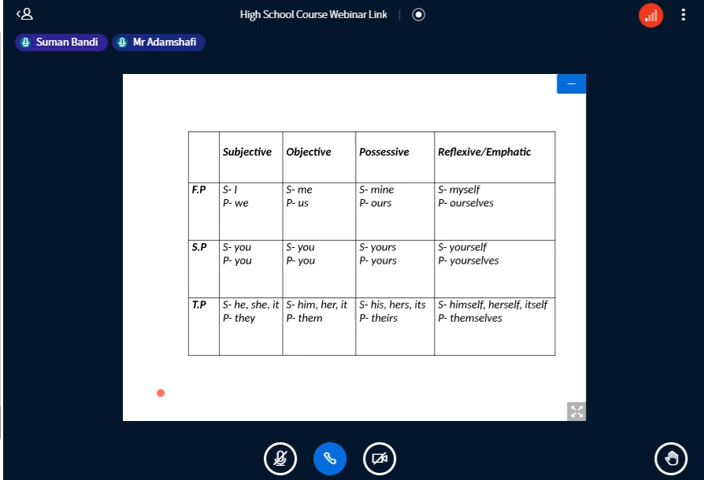 High School Course Webinar Link
Suman Bandi
Mr Adamshafi
Subjective Objective Possessive Reflexive/Emphatic
F.P S- I S- me S- mine S- myself
P- we P- us P- ours P- ourselves
S.P S- you S- you S- yours S- yourself
P- you P- you P- yours P- yourselves
T.P S- he, she, it S- him, her, it S- his, hers, its S- himself, herself, itself
P- they P- them P- theirs P- themselves